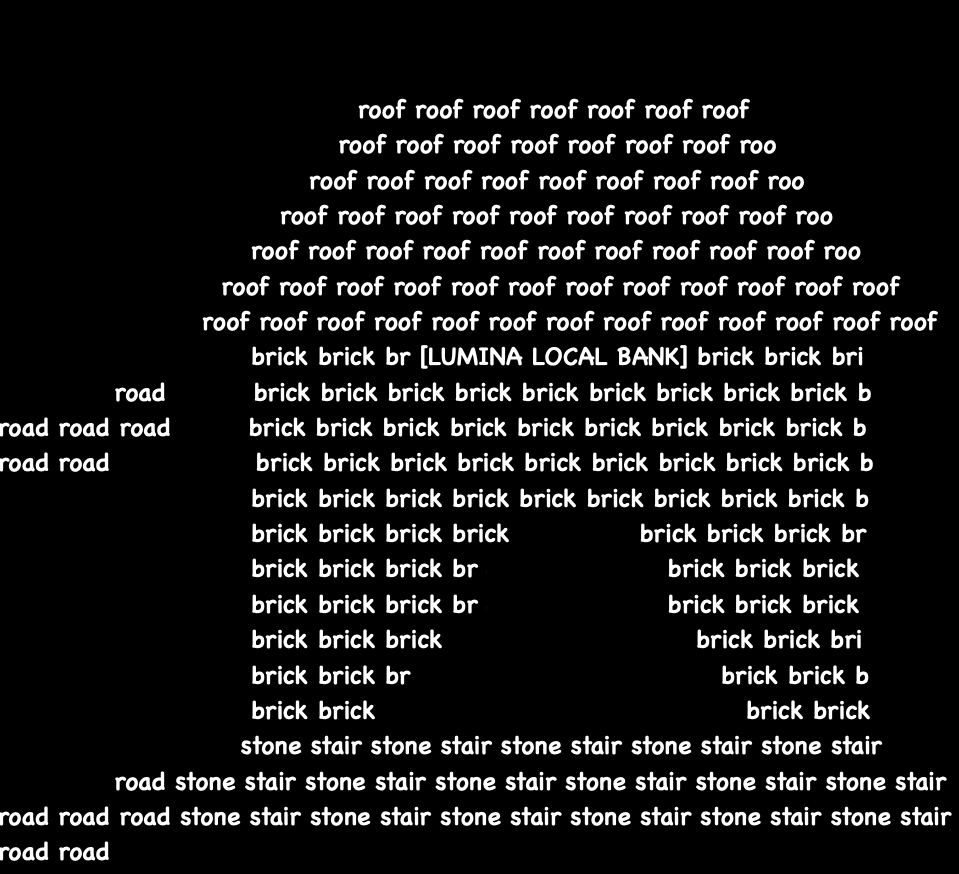 roof roof roof roof roof roof roof
roof roof roof roof roof roof roof roo
roof roof roof roof roof roof roof roof roo
roof roof roof roof roof roof roof roof roof roo
roof roof roof roof roof roof roof roof roof roof roo
roof roof roof roof roof roof roof roof roof roof roof roof
roof roof roof roof roof roof roof roof roof roof roof roof roof
brick brick br [LUMINA LOCAL BANK] brick brick bri
road brick brick brick brick brick brick brick brick brick b
road road road brick brick brick brick brick brick brick brick brick b
road road brick brick brick brick brick brick brick brick brick b
brick brick brick brick brick brick brick brick brick b
brick brick brick brick brick brick brick br
brick brick brick br brick brick brick
brick brick brick br brick brick brick
brick brick brick brick brick bri
brick brick br brick brick b
brick brick brick brick
stone stair stone stair stone stair stone stair stone stair
road stone stair stone stair stone stair stone stair stone stair stone stair
road road road stone stair stone stair stone stair stone stair stone stair stone stair
road road